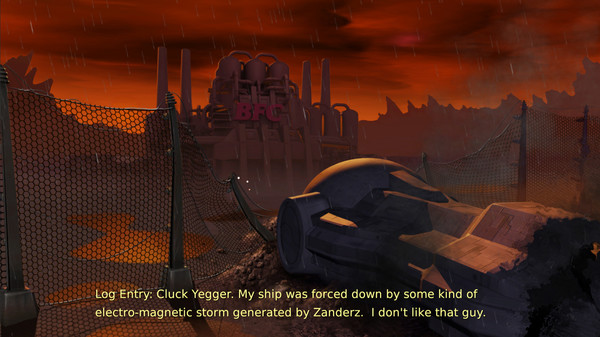 BFC
Log Entry: Cluck Yegger. My ship was forced down by some kind of
electro-magnetic storm generated by Zanderz.  I don't like that guy.